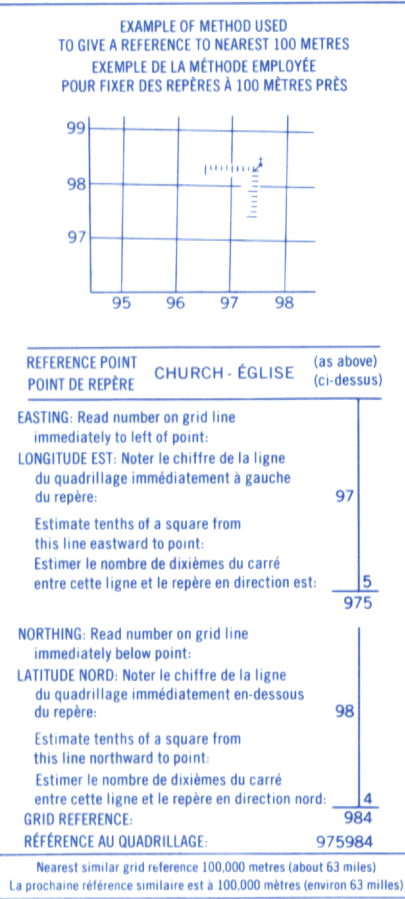 EXAMPLE OF METHOD USED
TO GIVE A REFERENCE TO NEAREST 100 METRES
EXEMPLE DE LA MÉTHODE EMPLOYÉE
POUR FIXER DES REPÈRES À 100 MÈTRES PRÈS
99
98
97
95 96 97 98
REFERENCE POINT
POINT DE REPÈRE
CHURCH - ÉGLISE
(as above)
(ci-dessus)
EASTING: Read number on grid line
immediately to left of point:
LONGITUDE EST: Noter le chiffre de la ligne
du quadrillage immédiatement à gauche
du repère: 97
Estimate tenths of a square from
this line eastward to point:
Estimer le nombre de dixièmes du carré
entre cette ligne et le repère en direction est: 5
975
NORTHING: Read number on grid line
immediately below point:
LATITUDE NORD: Noter le chiffre de la ligne
du quadrillage immédiatement en-dessous
du repère: 98
Estimate tenths of a square from
this line northward to point:
Estimer le nombre de dixièmes du carré
entre cette ligne et le repère en direction nord: 4
GRID REFERENCE: 984
RÉFÉRENCE AU QUADRILLAGE: 975984
Nearest similar grid reference 100,000 metres (about 63 miles)
La prochaine référence similaire est à 100,000 mètres (environ 63 milles)